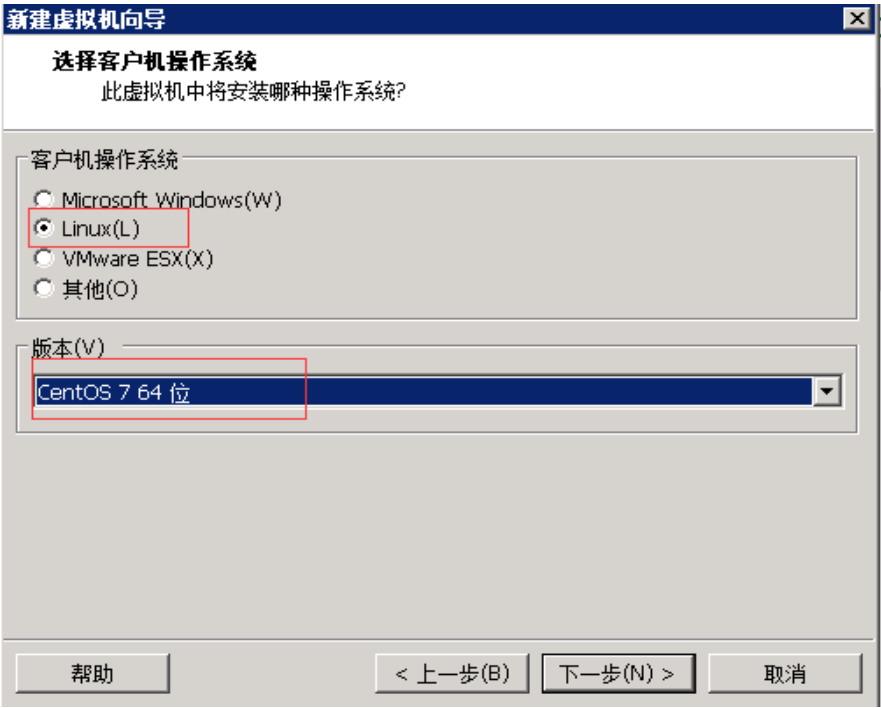 新建虚拟机向导
选择客户机操作系统
此虚拟机中将安装哪种操作系统?
客户机操作系统
Microsoft Windows(W)
Linux(L)
VMware ESX(X)
其他(O)
版本(V)
CentOS 7 64 位
帮助
< 上一步(B)
下一步(N) >
取消